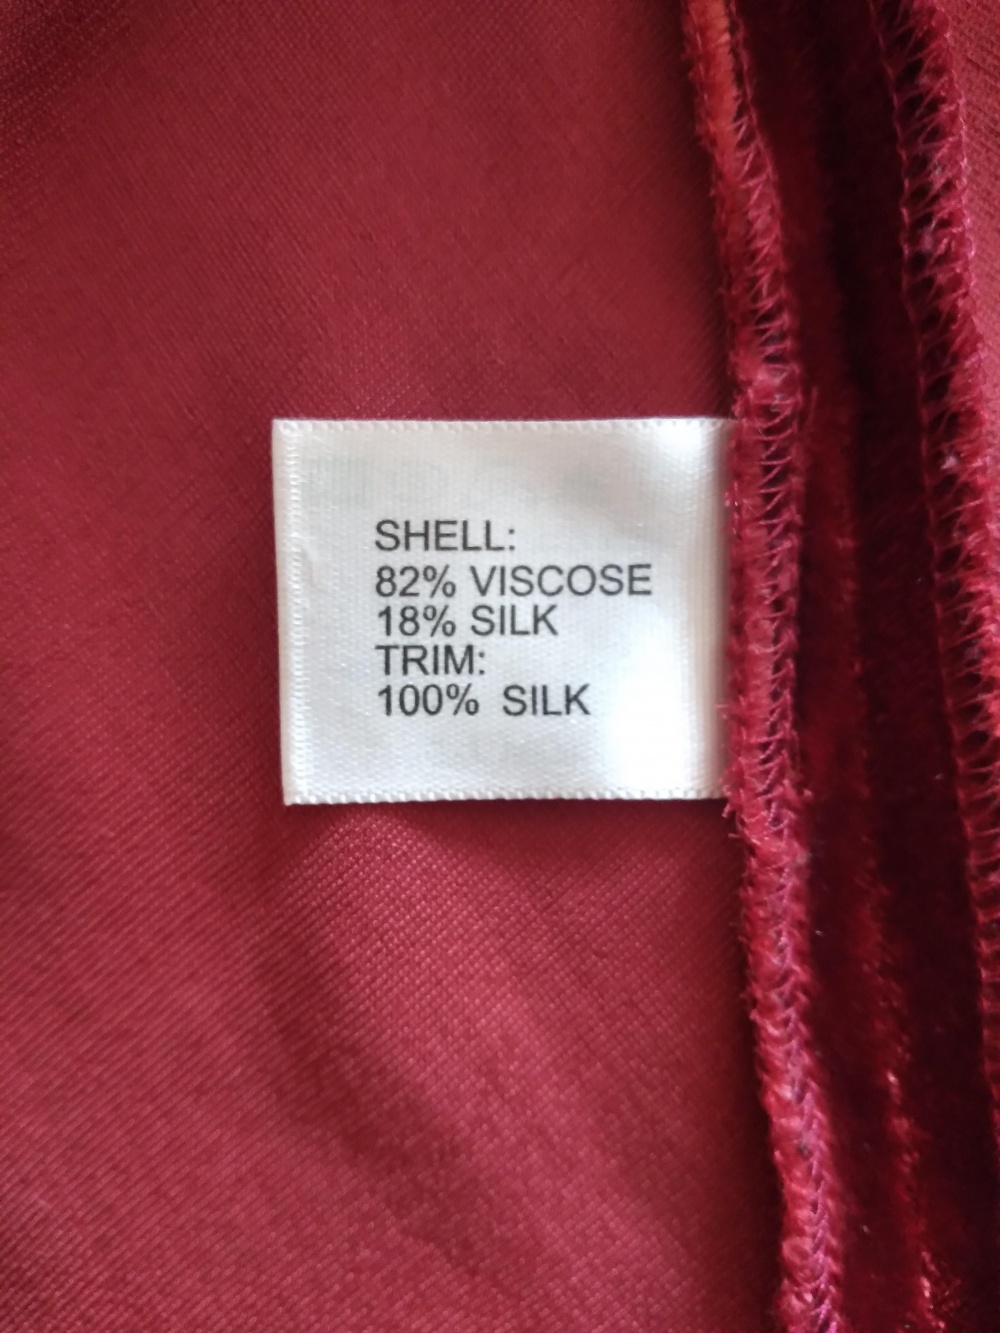 SHELL:
82% VISCOSE
18% SILK
TRIM:
100% SILK